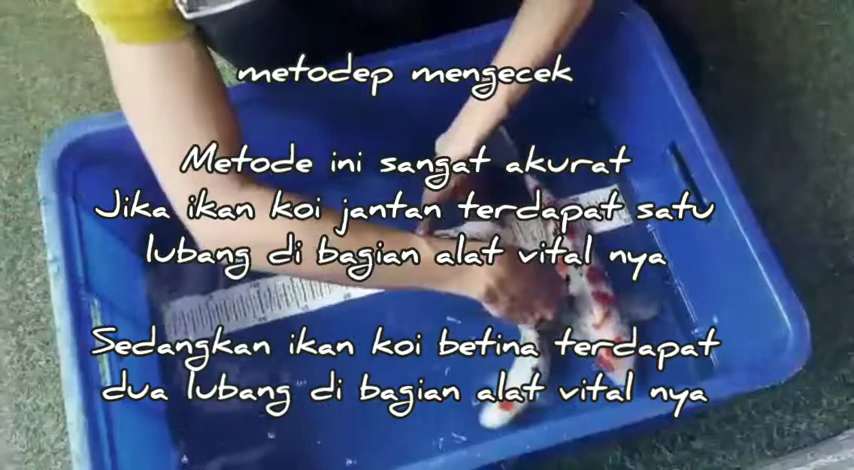 metodep mengecek
Metode ini sangat akurat
Jika ikan koi jantan terdapat satu
lubang di bagian alat vital nya
Sedangkan ikan koi betina terdapat
dua lubang di bagian alat vital nya